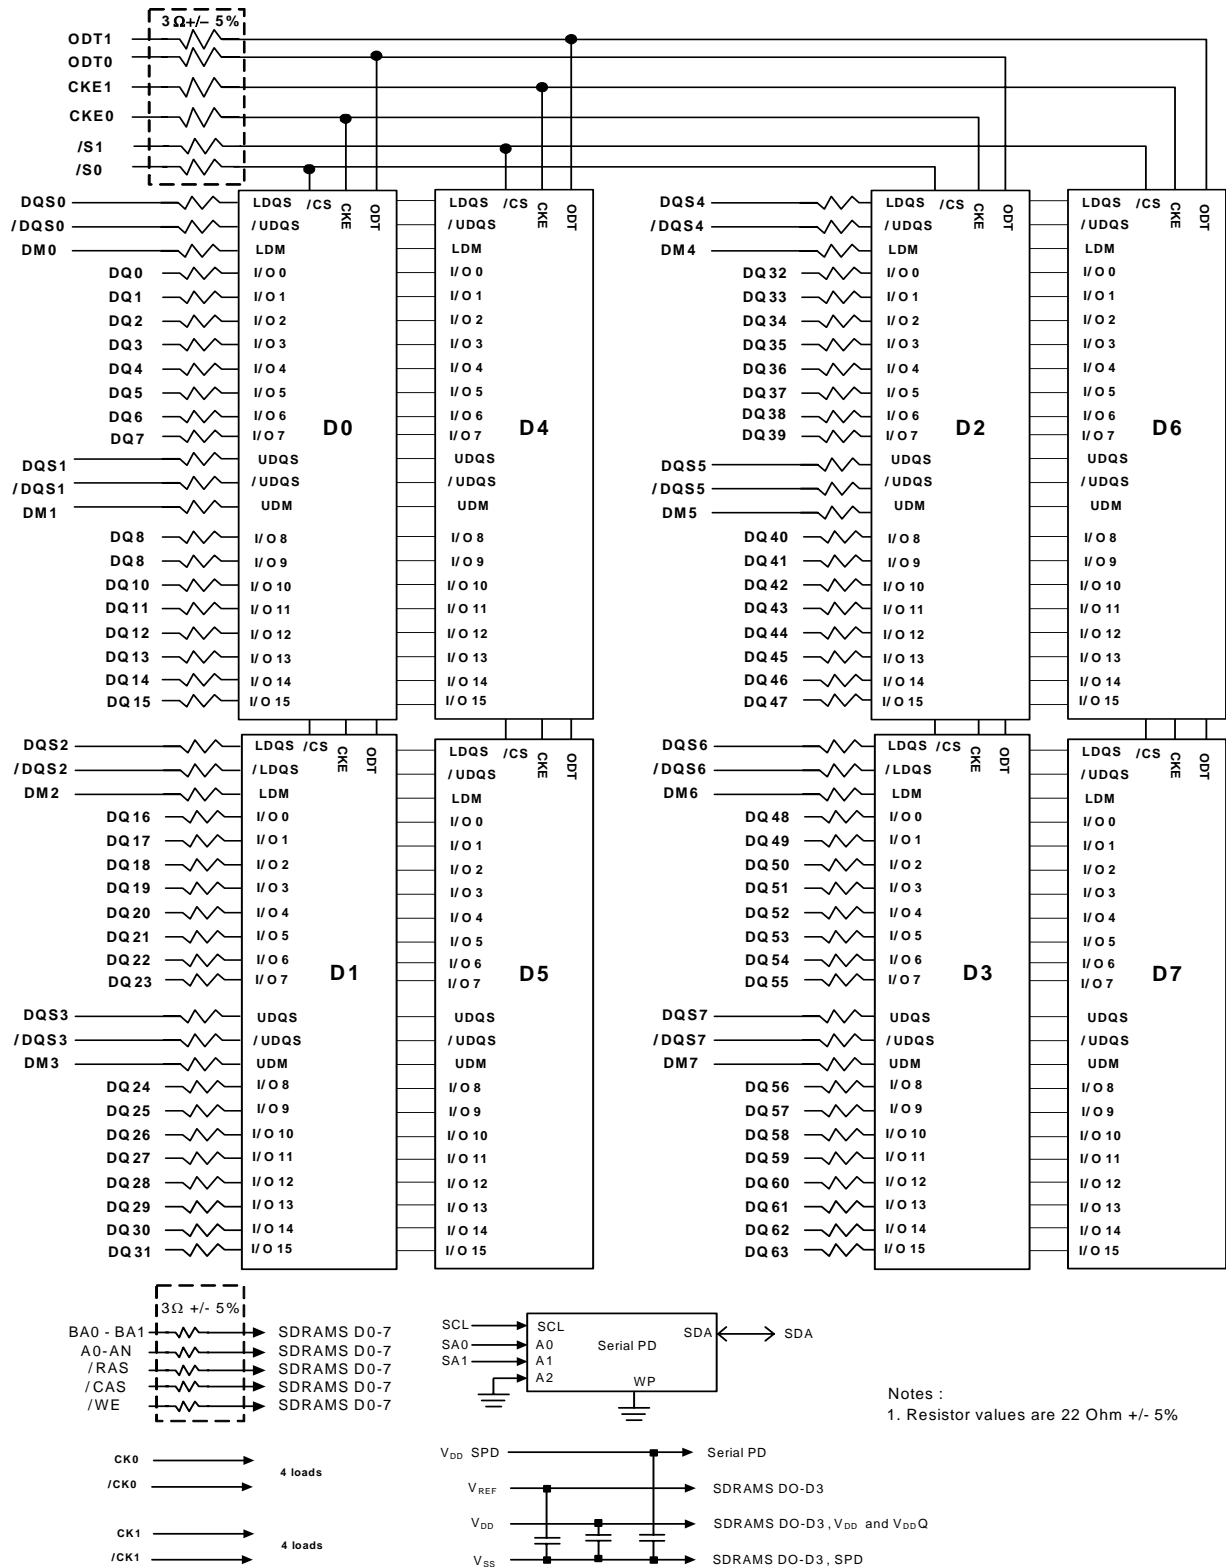 3 Ω+/– 5%
ODT1
ODT0
CKE1
CKE0
/S1
/S0
DQS0 LDQS /CS CKE ODT LDQS /CS CKE ODT DQS4 LDQS /CS CKE ODT LDQS /CS CKE ODT
/DQS0 /UDQS /UDQS /DQS4 /UDQS /UDQS
DM0 LDM LDM DM4 LDM LDM
DQ0 I/O 0 I/O 0 DQ32 I/O 0 I/O 0
DQ1 I/O 1 I/O 1 DQ33 I/O 1 I/O 1
DQ2 I/O 2 I/O 2 DQ34 I/O 2 I/O 2
DQ3 I/O 3 I/O 3 DQ35 I/O 3 I/O 3
DQ4 I/O 4 I/O 4 DQ36 I/O 4 I/O 4
DQ5 I/O 5 I/O 5 DQ37 I/O 5 I/O 5
DQ6 I/O 6 I/O 6 DQ38 I/O 6 I/O 6
DQ7 I/O 7 D0 I/O 7 D4 DQ39 I/O 7 D2 I/O 7 D6
DQS1 UDQS UDQS DQS5 UDQS UDQS
/DQS1 /UDQS /UDQS /DQS5 /UDQS /UDQS
DM1 UDM UDM DM5 UDM UDM
DQ8 I/O 8 I/O 8 DQ40 I/O 8 I/O 8
DQ8 I/O 9 I/O 9 DQ41 I/O 9 I/O 9
DQ10 I/O 10 I/O 10 DQ42 I/O 10 I/O 10
DQ11 I/O 11 I/O 11 DQ43 I/O 11 I/O 11
DQ12 I/O 12 I/O 12 DQ44 I/O 12 I/O 12
DQ13 I/O 13 I/O 13 DQ45 I/O 13 I/O 13
DQ14 I/O 14 I/O 14 DQ46 I/O 14 I/O 14
DQ15 I/O 15 I/O 15 DQ47 I/O 15 I/O 15
DQS2 LDQS /CS CKE ODT LDQS /CS CKE ODT DQS6 LDQS /CS CKE ODT LDQS /CS CKE ODT
/DQS2 /LDQS /UDQS /DQS6 /LDQS /UDQS
DM2 LDM LDM DM6 LDM LDM
DQ16 I/O 0 I/O 0 DQ48 I/O 0 I/O 0
DQ17 I/O 1 I/O 1 DQ49 I/O 1 I/O 1
DQ18 I/O 2 I/O 2 DQ50 I/O 2 I/O 2
DQ19 I/O 3 I/O 3 DQ51 I/O 3 I/O 3
DQ20 I/O 4 I/O 4 DQ52 I/O 4 I/O 4
DQ21 I/O 5 I/O 5 DQ53 I/O 5 I/O 5
DQ22 I/O 6 I/O 6 DQ54 I/O 6 I/O 6
DQ23 I/O 7 D1 I/O 7 D5 DQ55 I/O 7 D3 I/O 7 D7
DQS3 UDQS UDQS DQS7 UDQS UDQS
/DQS3 /UDQS /UDQS /DQS7 /UDQS /UDQS
DM3 UDM UDM DM7 UDM UDM
DQ24 I/O 8 I/O 8 DQ56 I/O 8 I/O 8
DQ25 I/O 9 I/O 9 DQ57 I/O 9 I/O 9
DQ26 I/O 10 I/O 10 DQ58 I/O 10 I/O 10
DQ27 I/O 11 I/O 11 DQ59 I/O 11 I/O 11
DQ28 I/O 12 I/O 12 DQ60 I/O 12 I/O 12
DQ29 I/O 13 I/O 13 DQ61 I/O 13 I/O 13
DQ30 I/O 14 I/O 14 DQ62 I/O 14 I/O 14
DQ31 I/O 15 I/O 15 DQ63 I/O 15 I/O 15
3Ω +/- 5%
BA0 - BA1 SDRAMS D0-7
A0-AN SDRAMS D0-7
/RAS SDRAMS D0-7
/CAS SDRAMS D0-7
/WE SDRAMS D0-7
SCL SCL SDA SDA
SA0 A0 Serial PD
SA1 A1
A2 WP
Notes :
1. Resistor values are 22 Ohm +/- 5%
CK0
/CK0 4 loads
CK1
/CK1 4 loads
VDD SPD Serial PD
VREF SDRAMS DO-D3
VDD SDRAMS DO-D3, VDD and VDDQ
VSS SDRAMS DO-D3, SPD